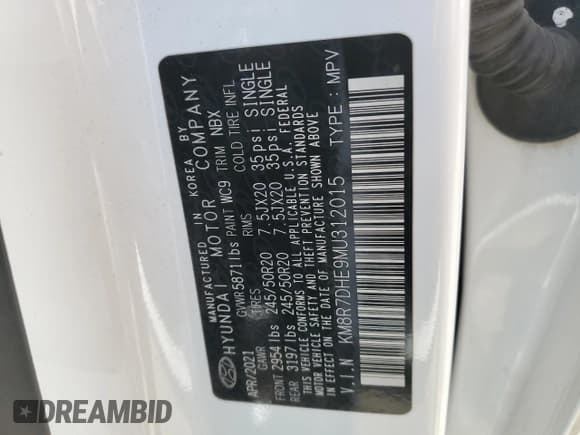 MANUFACTURED IN KOREA BY
HYUNDAI MOTOR COMPANY
APR/2021 GVWR5871lbs PAINT WC9 TRIM NBX
GAWR TIRES RIMS COLD TIRE INFL
FRONT 2954lbs 245/50R20 7.5JX20 35psi SINGLE
REAR 3197lbs 245/50R20 7.5JX20 35psi SINGLE
THIS VEHICLE CONFORMS TO ALL APPLICABLE U.S.A. FEDERAL
MOTOR VEHICLE SAFETY AND THEFT PREVENTION STANDARDS
IN EFFECT ON THE DATE OF MANUFACTURE SHOWN ABOVE
V.I.N KM8R7DHE9MU312015 TYPE : MPV
DREAMBID